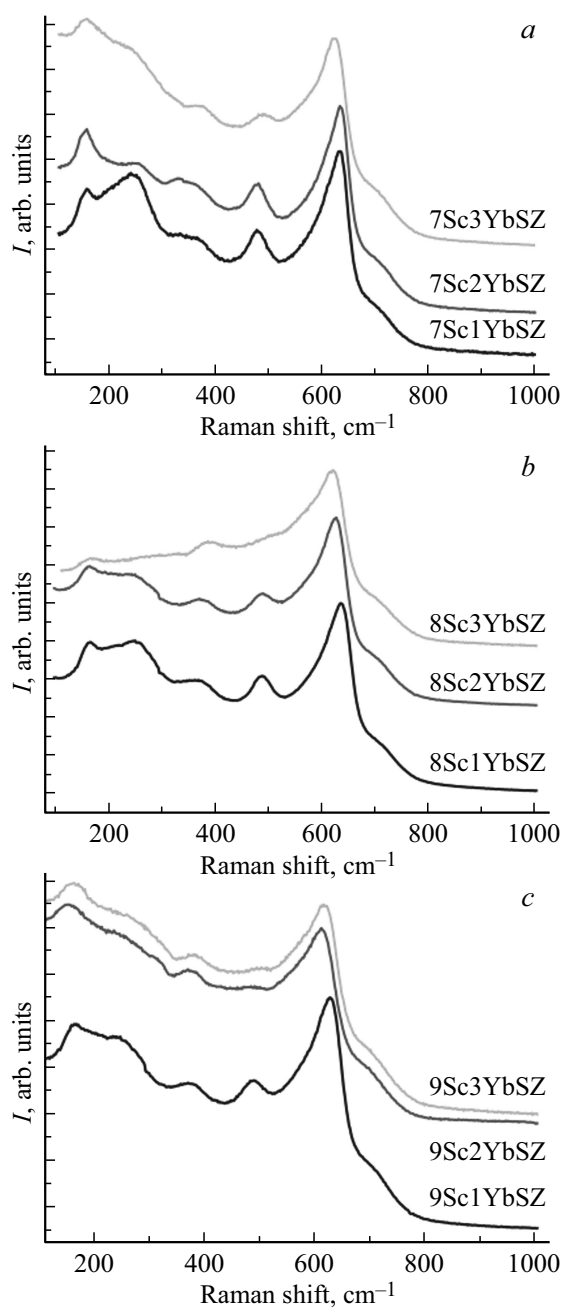 a
I, arb. units
7Sc3YbSZ
7Sc2YbSZ
7Sc1YbSZ
200 400 600 800 1000
Raman shift, cm⁻¹
b
I, arb. units
8Sc3YbSZ
8Sc2YbSZ
8Sc1YbSZ
200 400 600 800 1000
Raman shift, cm⁻¹
c
I, arb. units
9Sc3YbSZ
9Sc2YbSZ
9Sc1YbSZ
200 400 600 800 1000
Raman shift, cm⁻¹